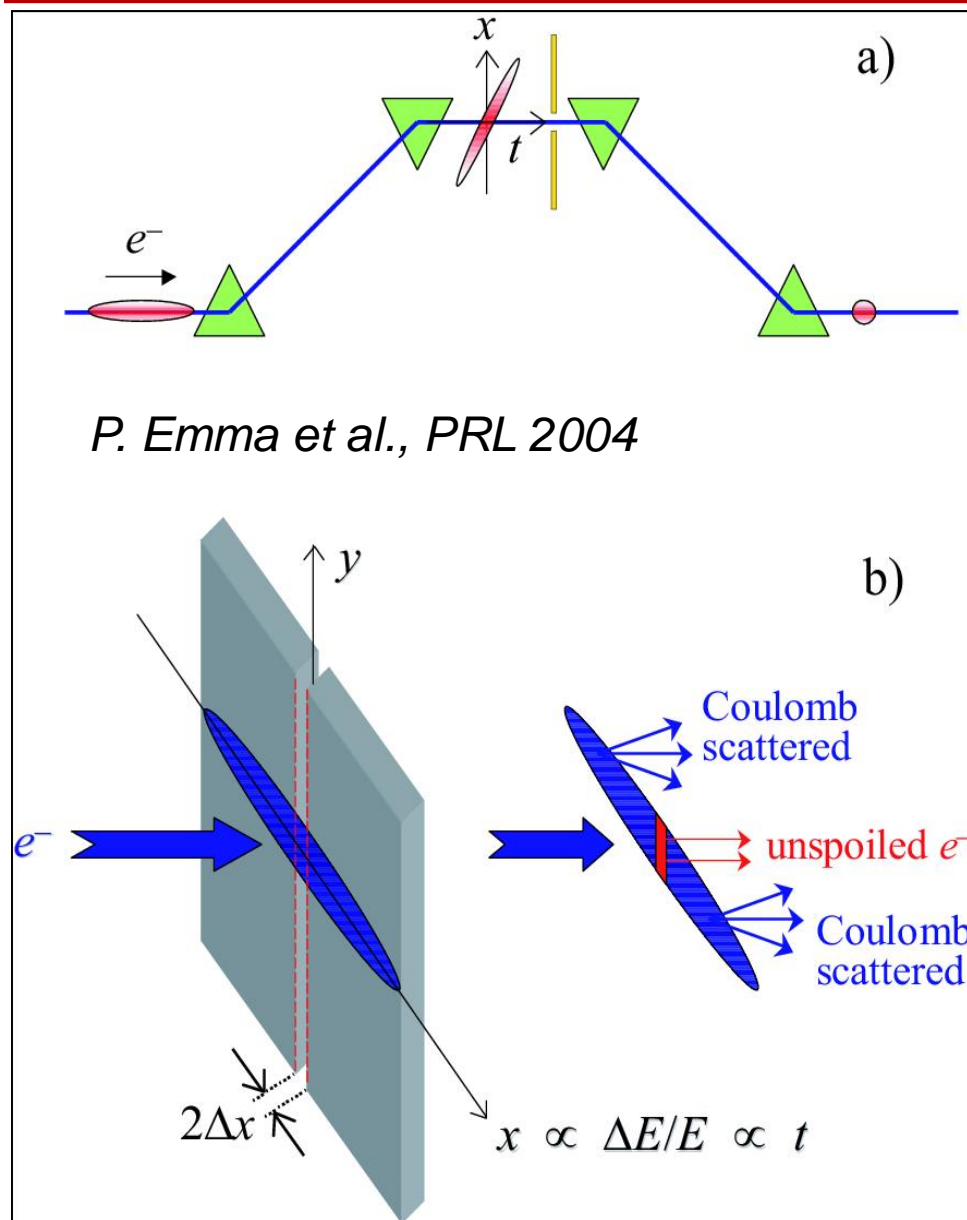 x
a)
t
e⁻
P. Emma et al., PRL 2004
y
b)
Coulomb
scattered
e⁻
unspoiled e⁻
Coulomb
scattered
2Δx
x ∝ ΔE/E ∝ t